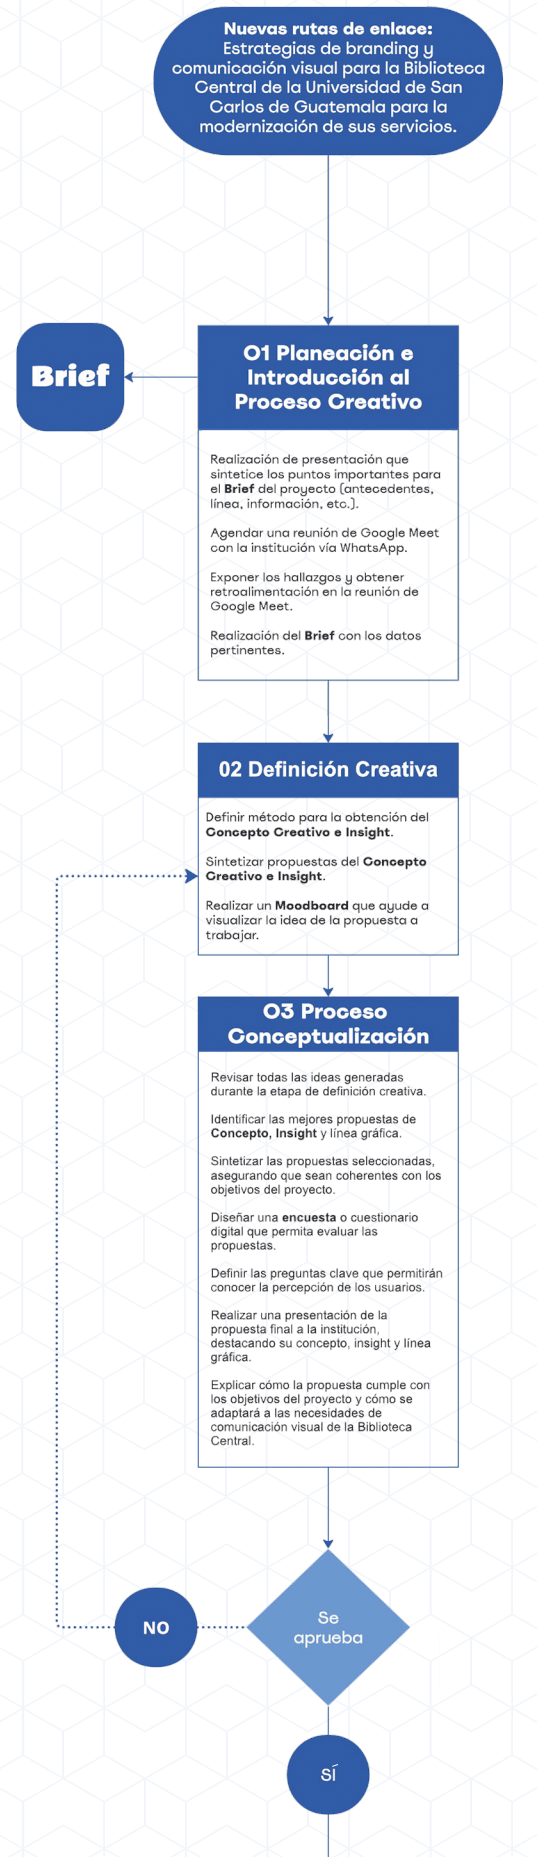 Nuevas rutas de enlace:
Estrategias de branding y
comunicación visual para la Biblioteca
Central de la Universidad de San
Carlos de Guatemala para la
modernización de sus servicios.
Brief
01 Planeación e
Introducción al
Proceso Creativo
Realización de presentación que
sintetice los puntos importantes para
el Brief del proyecto (antecedentes,
línea, información, etc.).
Agendar una reunión de Google Meet
con la institución vía WhatsApp.
Exponer los hallazgos y obtener
retroalimentación en la reunión de
Google Meet.
Realización del Brief con los datos
pertinentes.
02 Definición Creativa
Definir método para la obtención del
Concepto Creativo e Insight.
Sintetizar propuestas del Concepto
Creativo e Insight.
Realizar un Moodboard que ayude a
visualizar la idea de la propuesta a
trabajar.
03 Proceso
Conceptualización
Revisar todas las ideas generadas
durante la etapa de definición creativa.
Identificar las mejores propuestas de
Concepto, Insight y línea gráfica.
Sintetizar las propuestas seleccionadas,
asegurando que sean coherentes con los
objetivos del proyecto.
Diseñar una encuesta o cuestionario
digital que permita evaluar las
propuestas.
Definir las preguntas clave que permitirán
conocer la percepción de los usuarios.
Realizar una presentación de la
propuesta final a la institución,
destacando su concepto, insight y línea
gráfica.
Explicar cómo la propuesta cumple con
los objetivos del proyecto y cómo se
adaptará a las necesidades de
comunicación visual de la Biblioteca
Central.
Se
aprueba
NO
SÍ